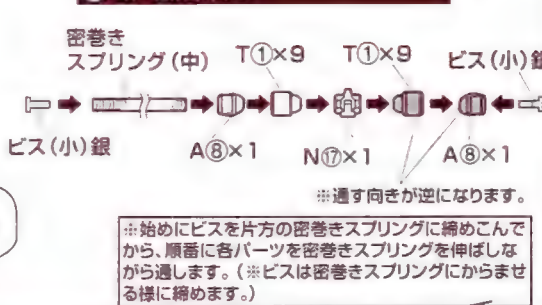 密巻き
スプリング(中)
T①×9
T①×9
ビス(小)銀
ビス(小)銀
A⑧×1
N⑰×1
A⑧×1
※通す向きが逆になります。
※始めにビスを片方の密巻きスプリングに締めこんで
から、順番に各パーツを密巻きスプリングを伸ばしな
がら通します。(※ビスは密巻きスプリングにからませ
る様に締めます。)